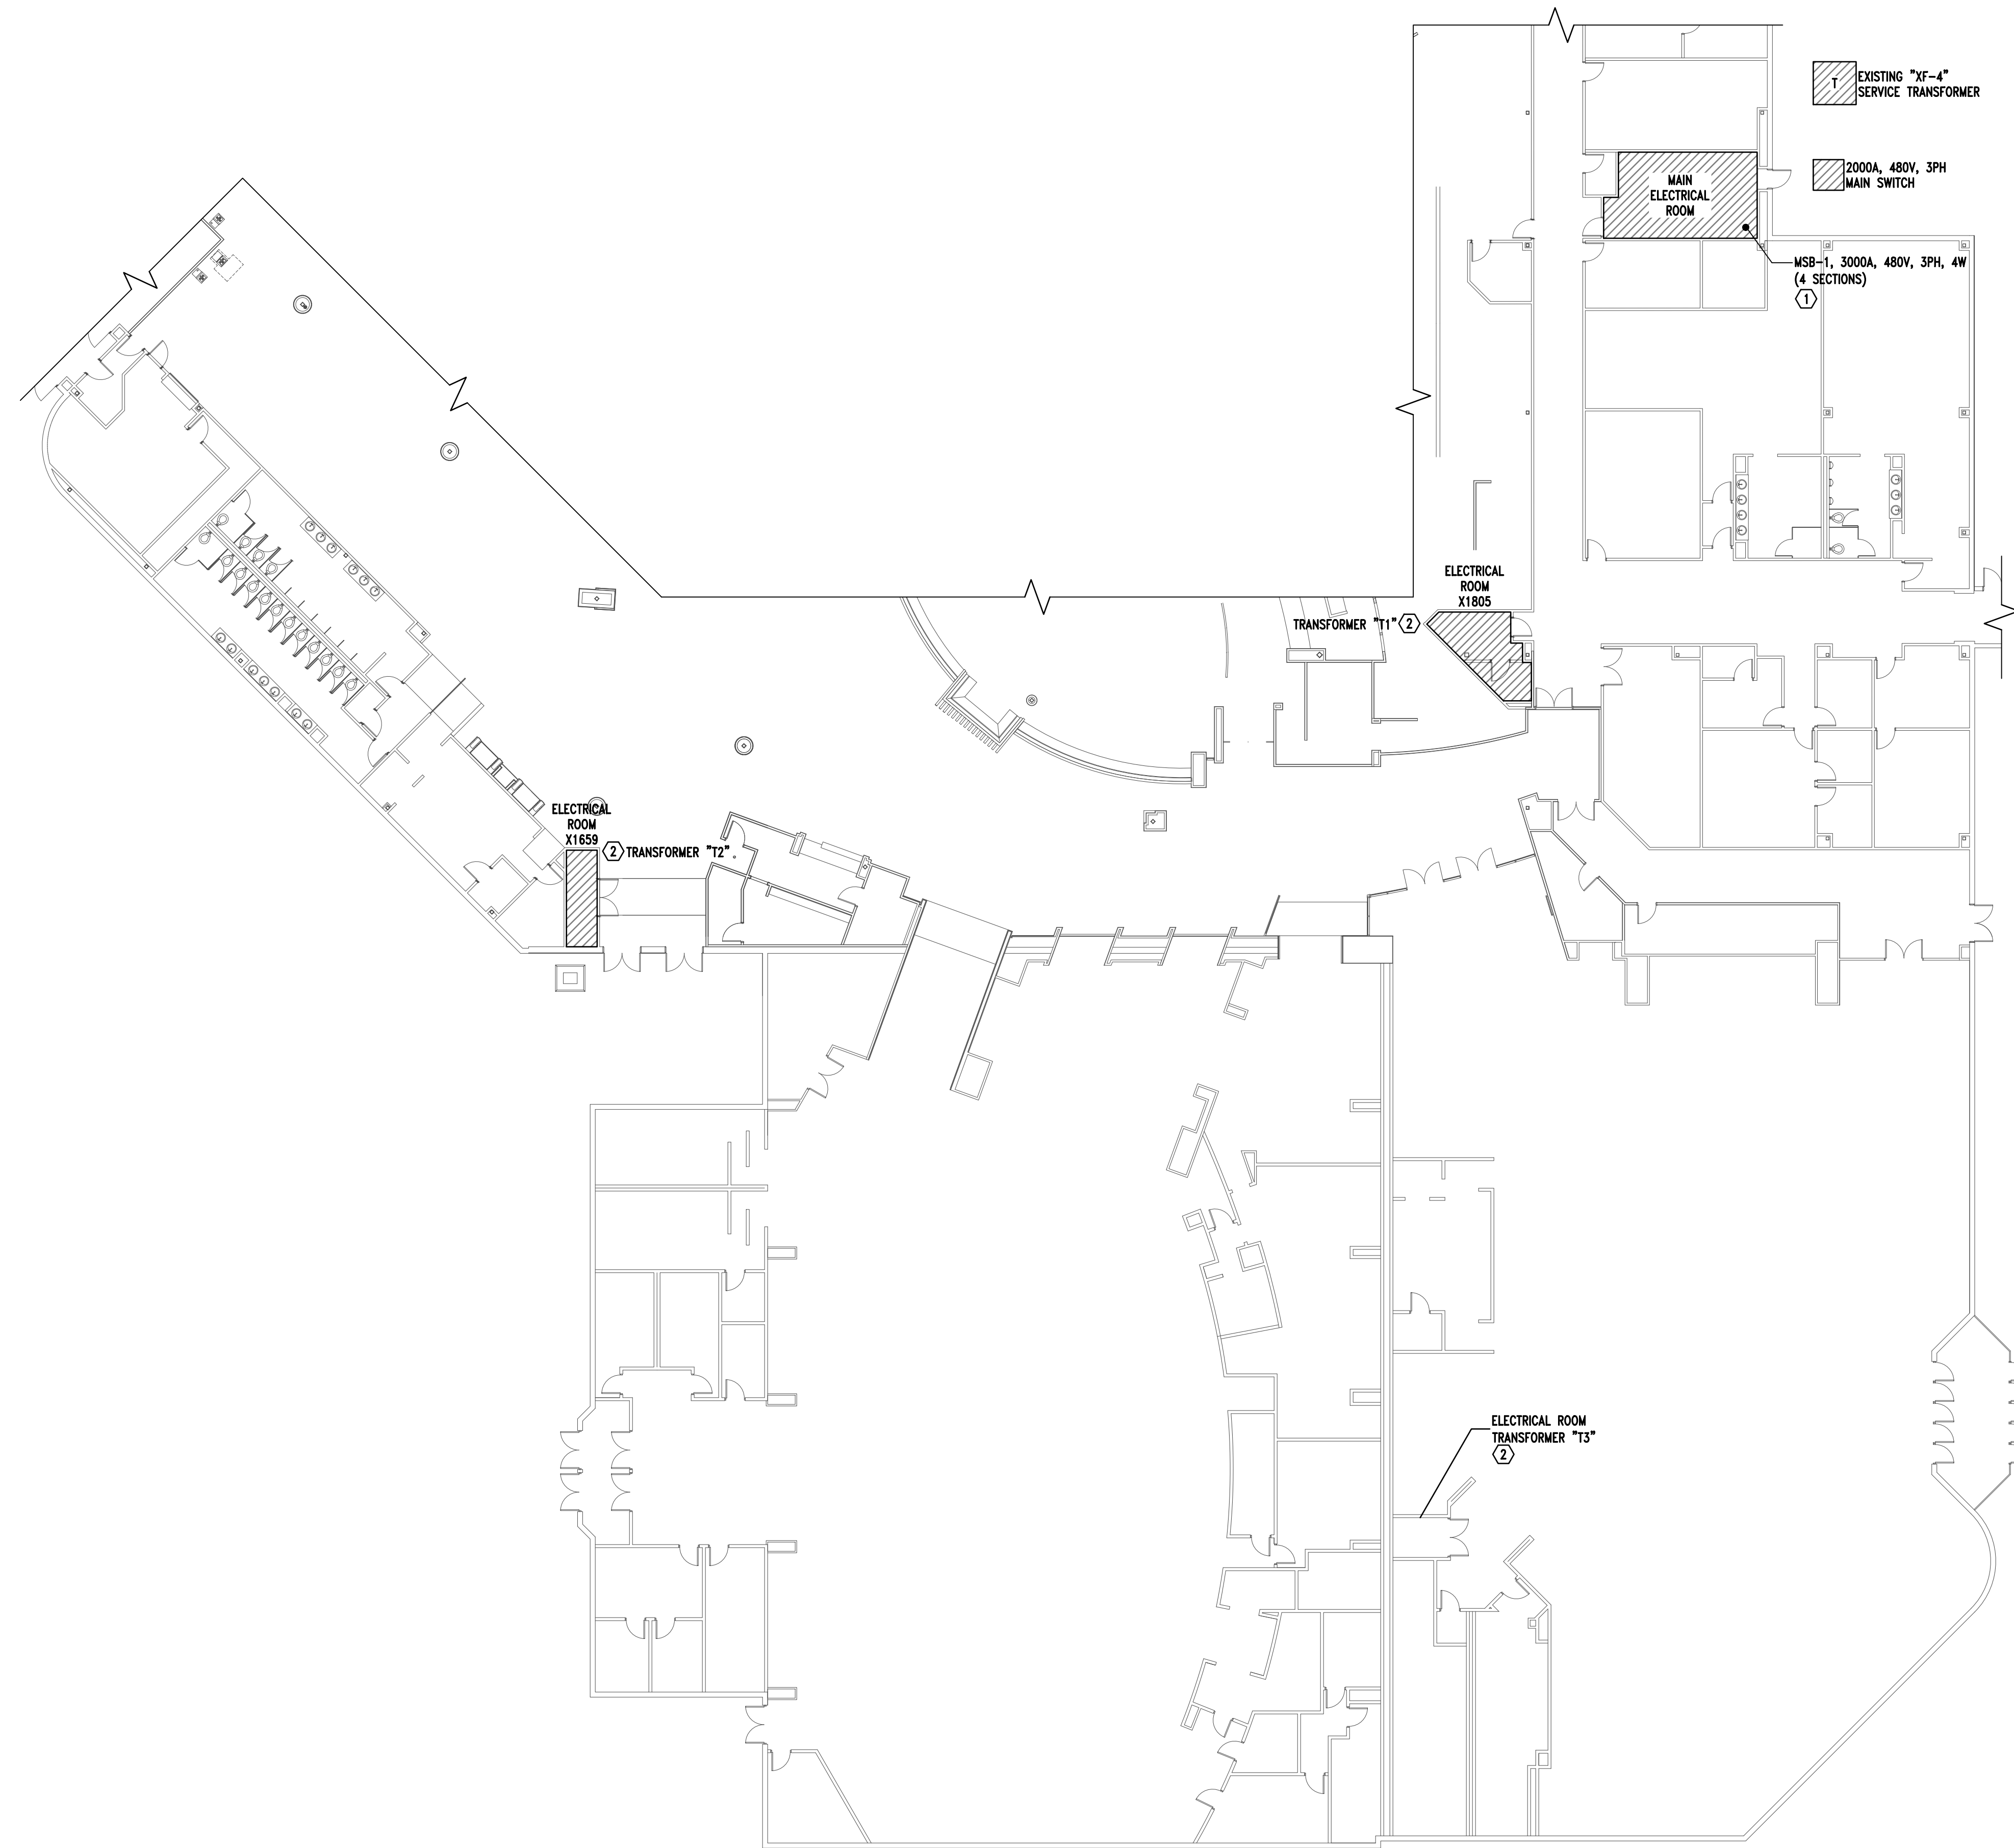 T
EXISTING "XF-4"
SERVICE TRANSFORMER
2000A, 480V, 3PH
MAIN SWITCH
MAIN
ELECTRICAL
ROOM
MSB-1, 3000A, 480V, 3PH, 4W
(4 SECTIONS)
1
ELECTRICAL
ROOM
X1805
TRANSFORMER "T1" 2
ELECTRICAL
ROOM
X1659
2 TRANSFORMER "T2"
ELECTRICAL ROOM
TRANSFORMER "T3"
2